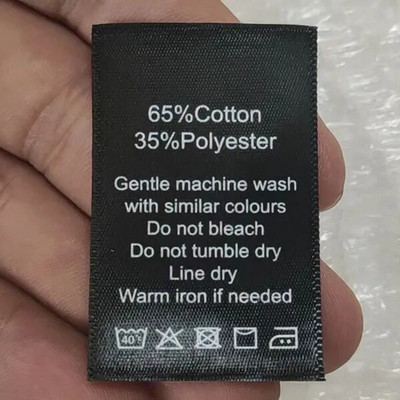 65%Cotton
35%Polyester
Gentle machine wash
with similar colours
Do not bleach
Do not tumble dry
Line dry
Warm iron if needed
40°